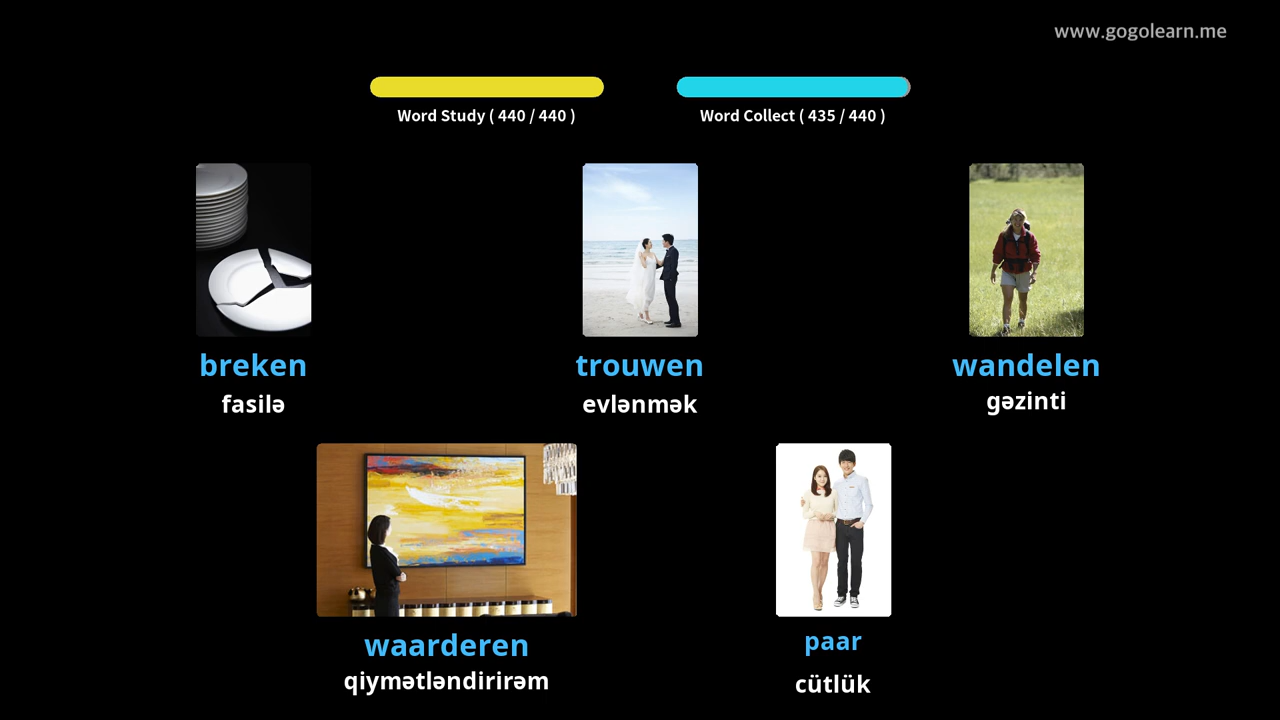 www.gogolearn.me
Word Study ( 440 / 440 )
Word Collect ( 435 / 440 )
breken
fasilə
trouwen
evlənmək
wandelen
gəzinti
waarderen
qiymətləndirirəm
paar
cütlük